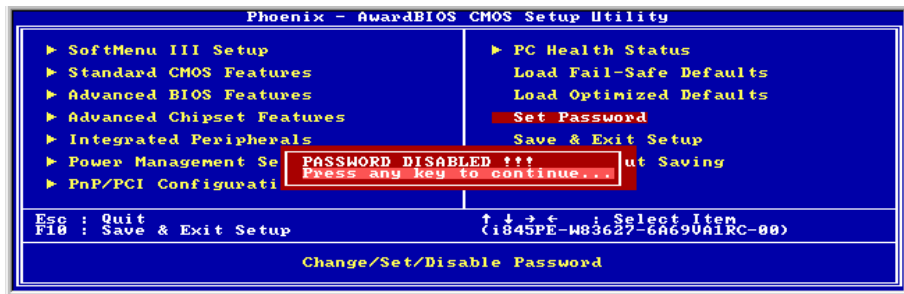 Phoenix - AwardBIOS CMOS Setup Utility
► SoftMenu III Setup
► Standard CMOS Features
► Advanced BIOS Features
► Advanced Chipset Features
► Integrated Peripherals
► Power Management Se
► PnP/PCI Configurati
► PC Health Status
Load Fail-Safe Defaults
Load Optimized Defaults
Set Password
Save & Exit Setup
ut Saving
PASSWORD DISABLED !!!
Press any key to continue...
Esc : Quit
F10 : Save & Exit Setup
↑ ↓ → ← : Select Item
(i845PE-W83627-6A69VA1RC-00)
Change/Set/Disable Password